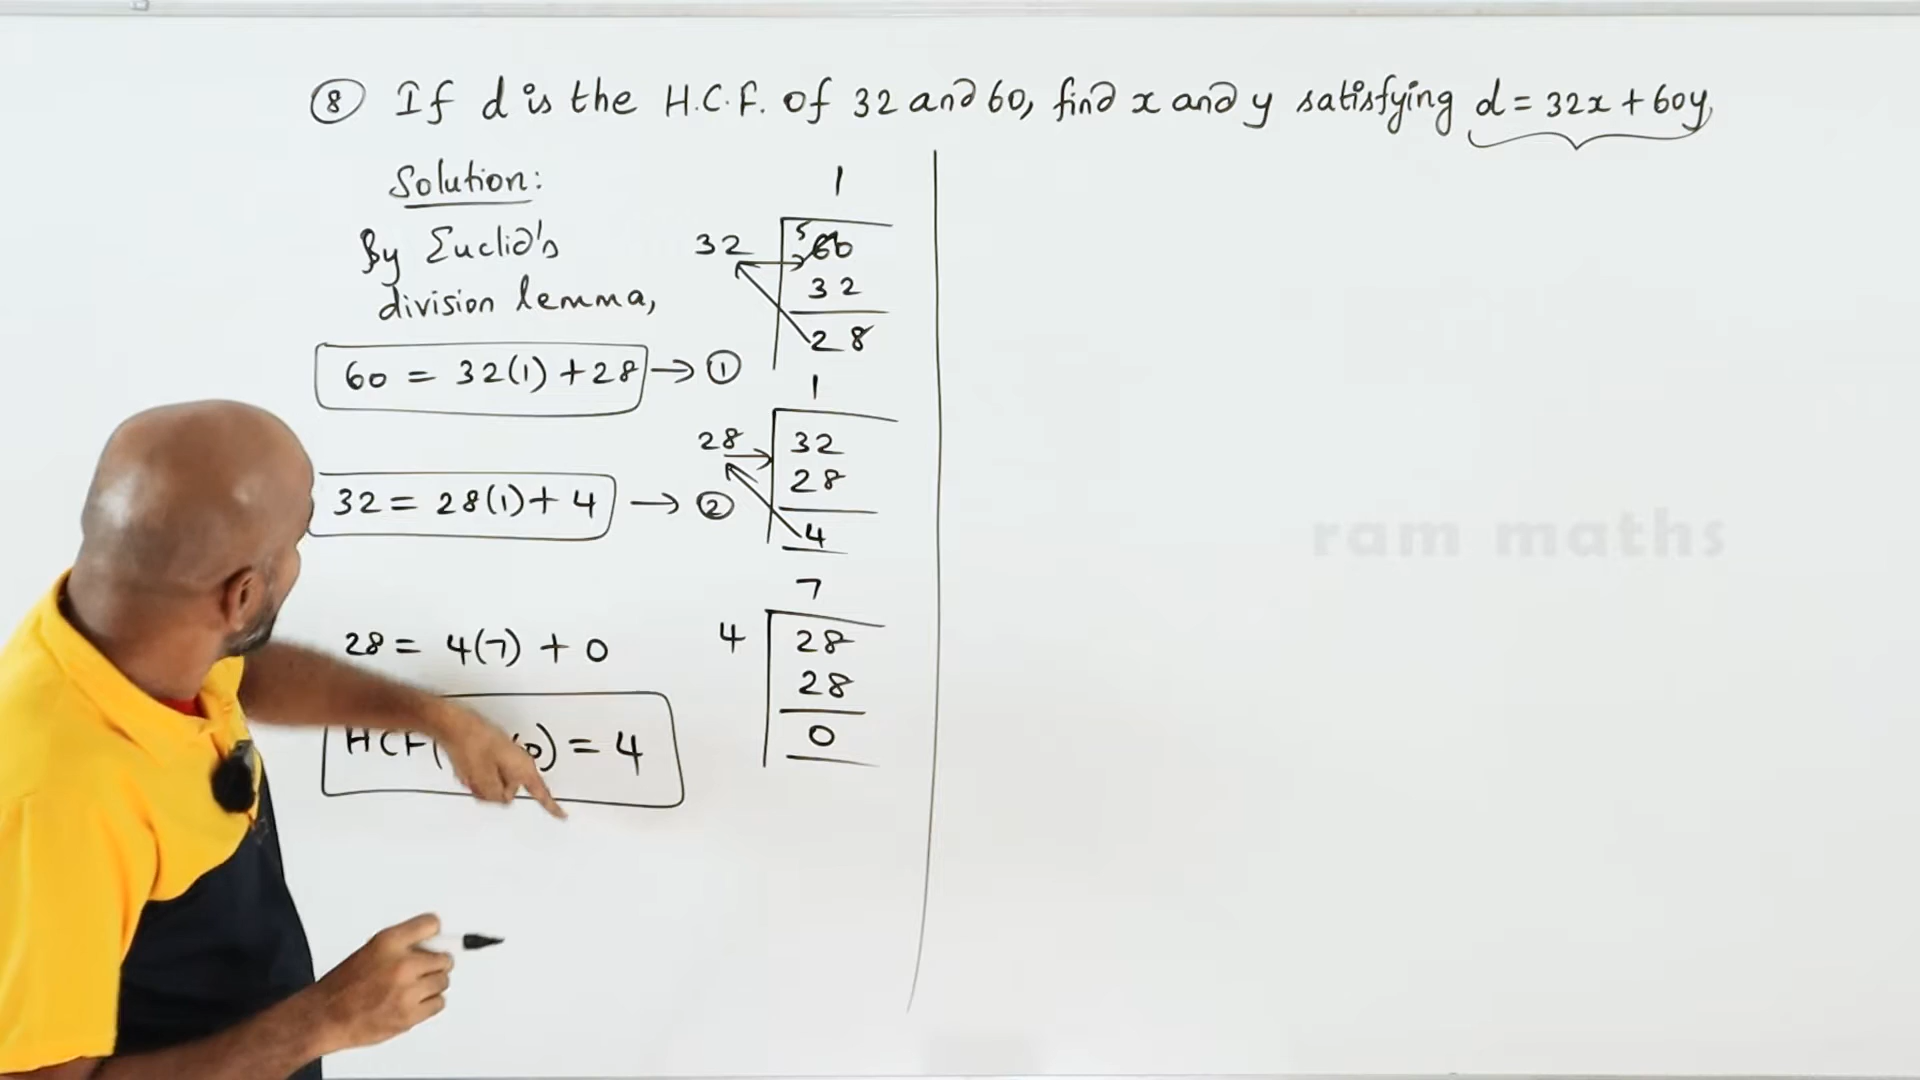 ⑧ If d is the H.C.F. of 32 and 60, find x and y satisfying d = 32x + 60y
Solution:
By Euclid's
division lemma,
60 = 32(1) + 28 → ①
32 = 28(1) + 4 → ②
28 = 4(7) + 0
HCF( = 4
1
32 5 60
32
28
1
28 32
28
4
7
4 28
28
0
ram maths